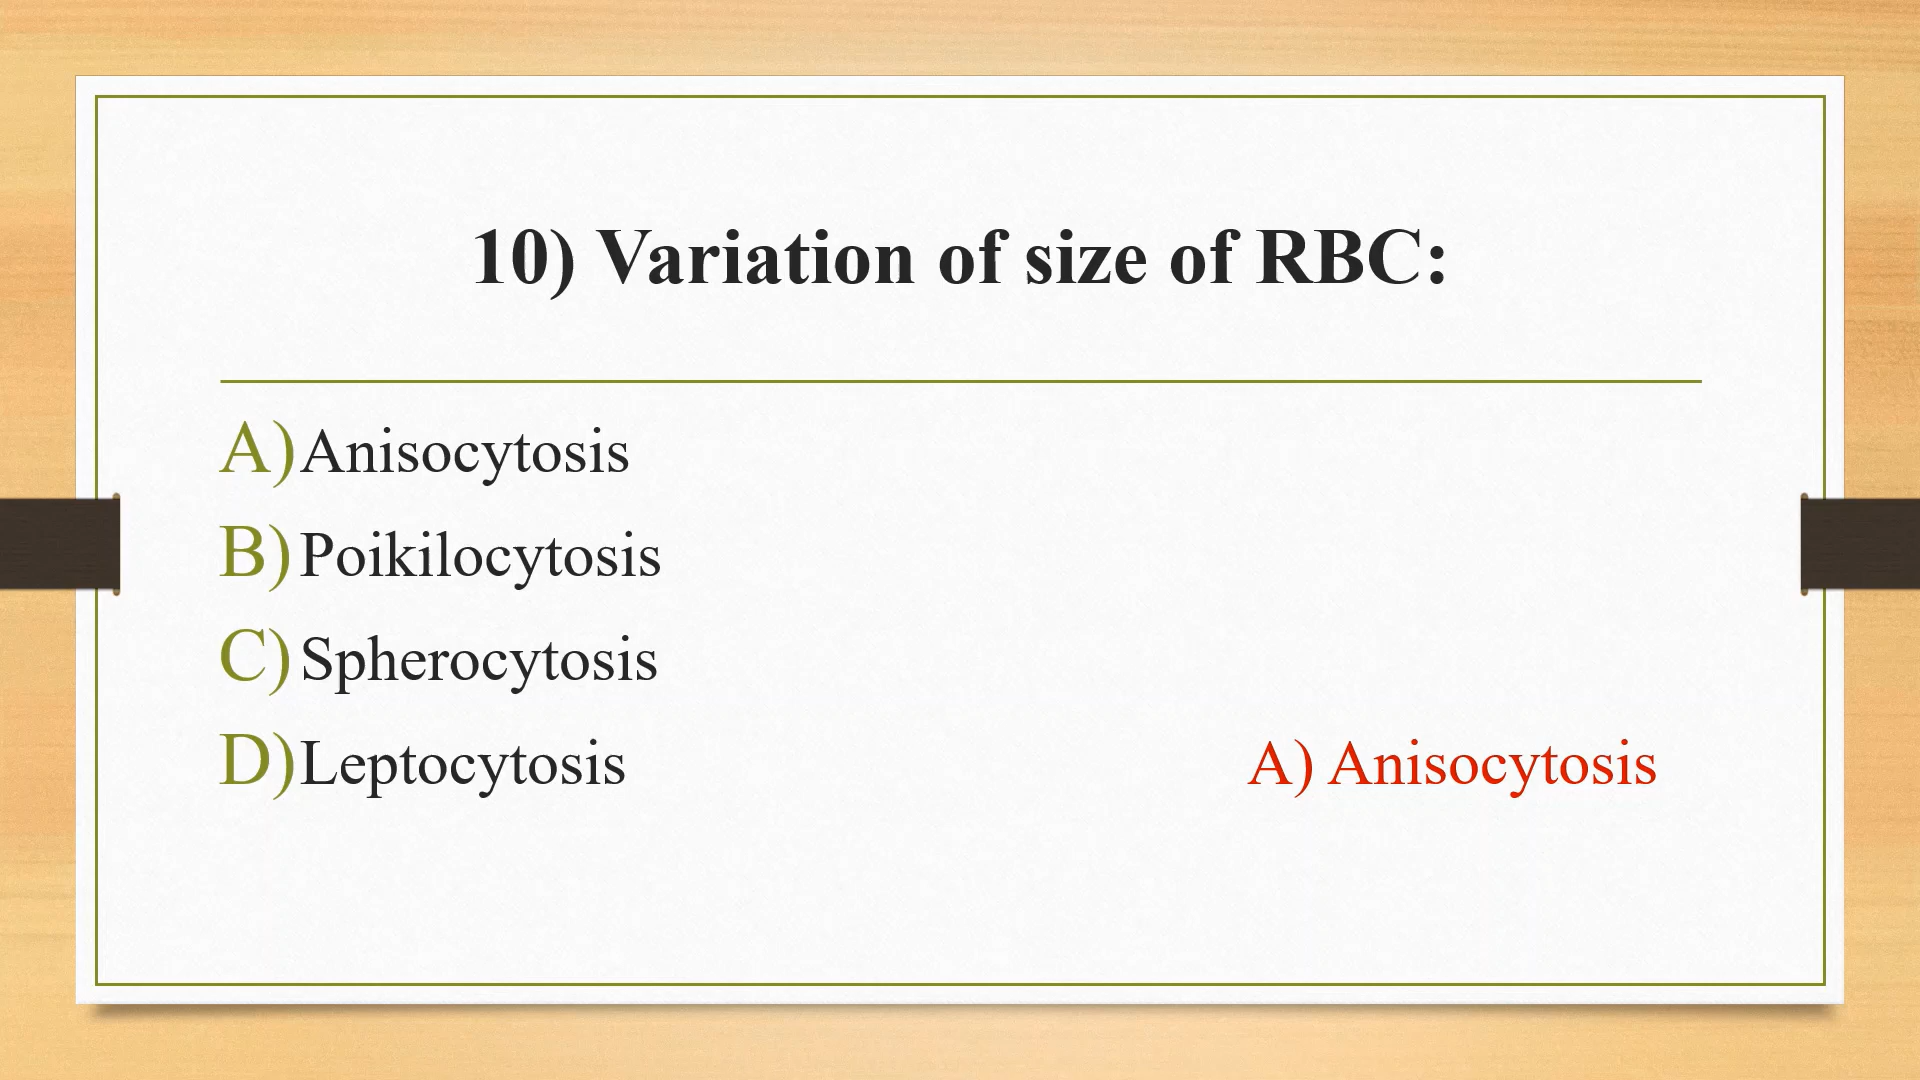 10) Variation of size of RBC:
A) Anisocytosis
B) Poikilocytosis
C) Spherocytosis
D) Leptocytosis
A) Anisocytosis